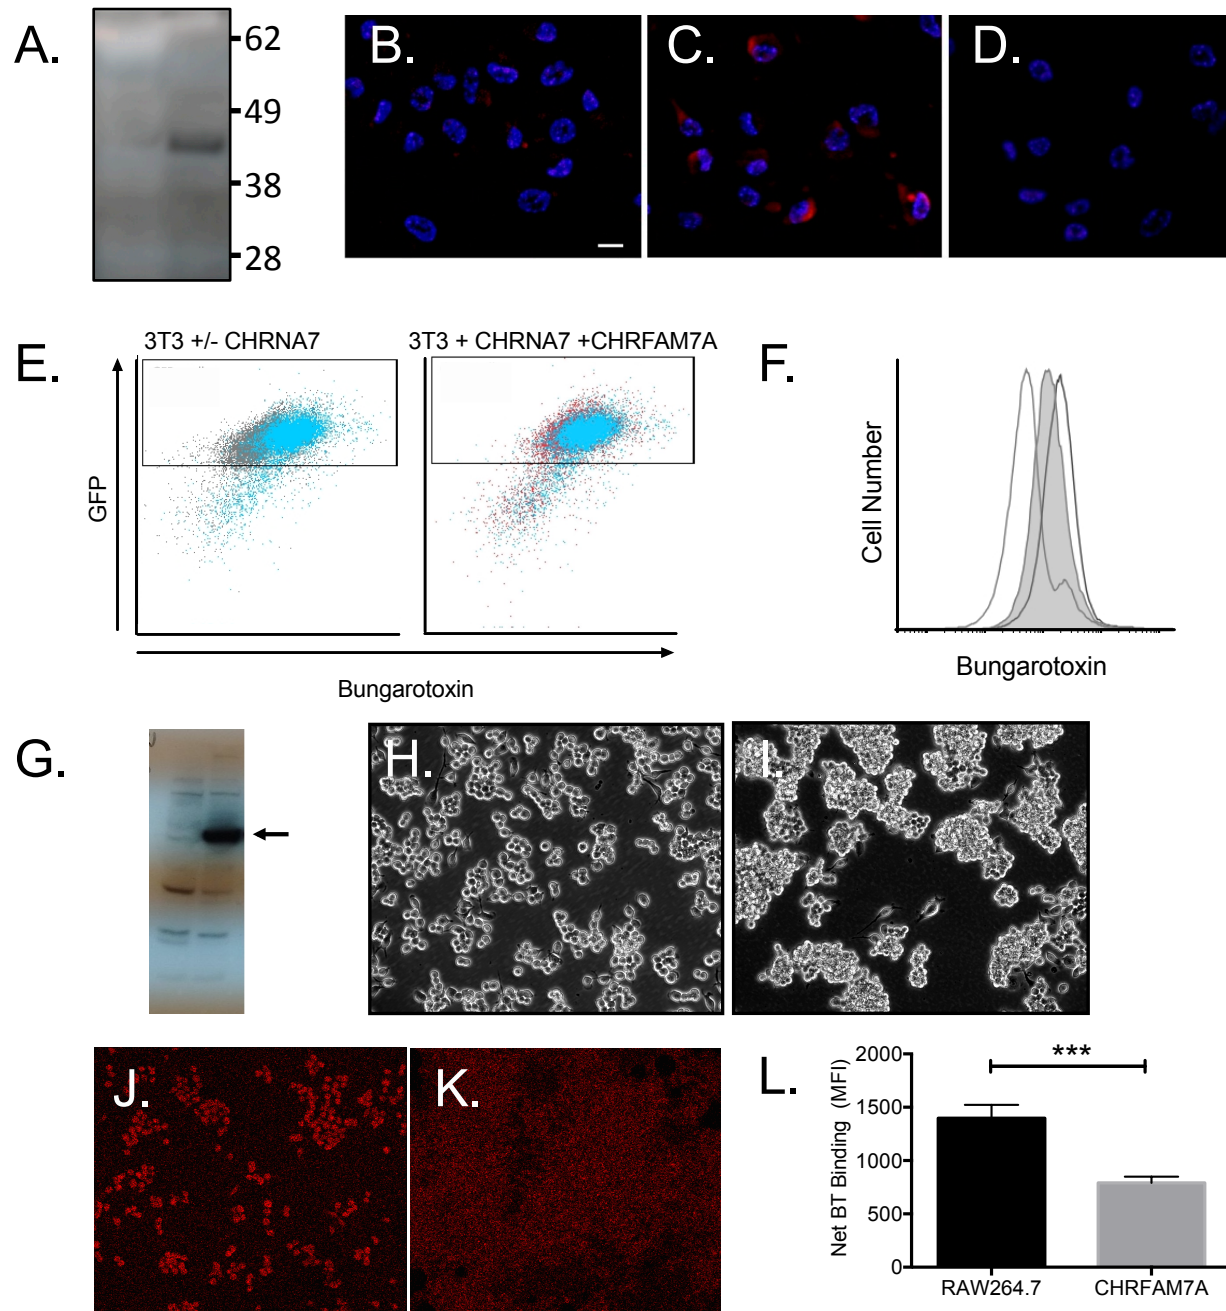 A.
62
49
38
28
B.
C.
D.
E.
3T3 +/- CHRNA7
3T3 + CHRNA7 +CHRFAM7A
GFP
Bungarotoxin
F.
Cell Number
Bungarotoxin
G.
H.
I.
J.
K.
L.
***
Net BT Binding (MFI)
2000
1500
1000
500
0
RAW264.7
CHRFAM7A